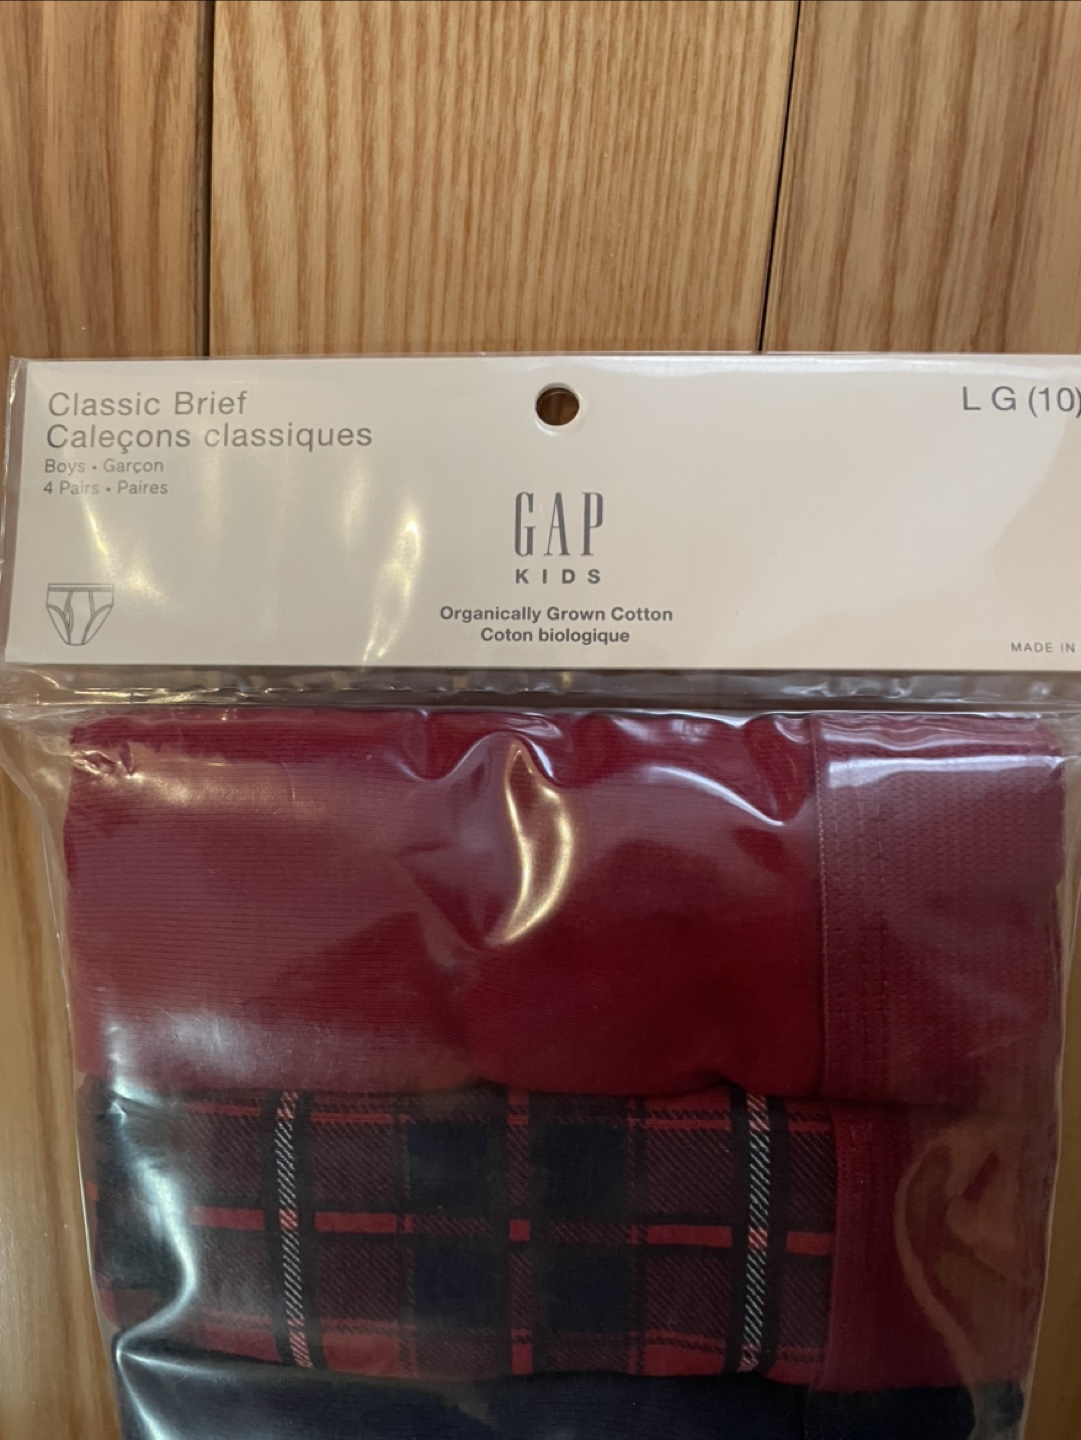 Classic Brief
Caleçons classiques
Boys • Garçon
4 Pairs • Paires
L G (10)
GAP
KIDS
Organically Grown Cotton
Coton biologique
MADE IN